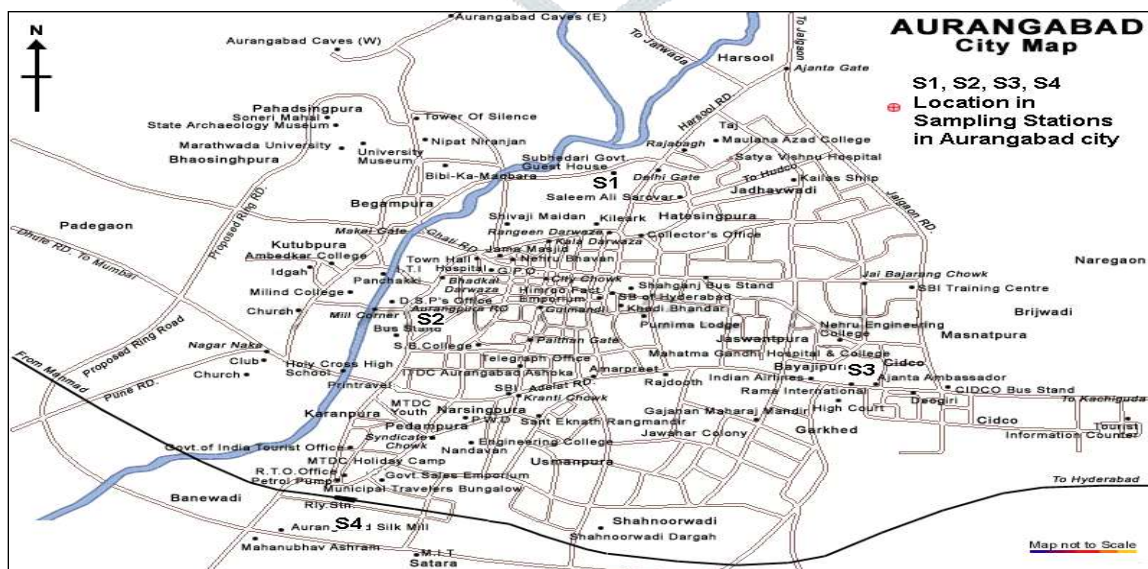 AURANGABAD
City Map
S1, S2, S3, S4
Location in
Sampling Stations
in Aurangabad city
N
Aurangabad Caves (E)
Aurangabad Caves (W)
To Jatwada
To Jalgaon
Harsool
Ajanta Gate
Harsool RD.
Pahadsingpura
Soneri Mahal
State Archaeology Museum
Tower Of Silence
Marathwada University
University
Museum
Nipat Niranjan
Bhaosinghpura
Bibi-Ka-Maqbara
Subhedari Govt.
Guest House
S1
Rajabagh
Taj
Maulana Azad College
Satya Vishnu Hospital
Delhi Gate
To Hudco
Kailas Shilp
Saleem Ali Sarovar
Jadhavwadi
Jalgaon RD.
Begampura
Padegaon
Proposed Ring RD.
Shivaji Maidan
Kileark
Hatesingpura
Makai Gate
Ghati RD
Rangeen Darwaza
Kala Darwaza
Collector's Office
Dhule RD. To Mumbai
Kutubpura
Ambedkar College
Jama Masjid
Town Hall
Nehru Bhavan
Naregaon
Idgah
I.T.I
Hospital
G.P.O
Panchakki
Bhadkal
Darwaza
City Chowk
Shahganj Bus Stand
Jai Bajarang Chowk
Milind College
Himroo Fact
Emporium
SB of Hyderabad
SBI Training Centre
D.S.P's Office
Church
Mill Corner
Aurangpura RD
Gulmandi
Khadi Bhandar
Brijwadi
S2
Bus Stand
Purnima Lodge
Nehru Engineering
College
Masnatpura
Proposed Ring Road
Nagar Naka
S.B.College
Paithan Gate
Jaswantpura
From Manmad
Club
Holy Cross High
School
Telegraph Office
Mahatma Gandhi Hospital & College
Cidco
Church
ITDC Aurangabad Ashpka
Amarpreet
Bayajipura
S3
Pune RD.
Printravel
SBI
Adelat RD.
Rajdooth
Indian Airlines
Ajanta Ambassador
MTDC
Youth
Kranti Chowk
Rama International
CIDCO Bus Stand
Karanpura
Narsingpura
Deogiri
To Kachiguda
Pedampura
P.W.D
Sant Eknath Rangmandir
Gajanan Maharaj Mandir
High Court
Cidco
Tourist
Information Counter
Syndicate
Chowk
Engineering College
Jawahar Colony
Garkhed
Govt.of India Tourist Office
Nandavan
MTDC Holiday Camp
Usmanpura
R.T.O.Office
Petrol Pump
Govt.Sales Emporium
Municipal Travelers Bungalow
To Hyderabad
Banewadi
Rly.Stn.
S4
Silk Mill
Shahnoorwadi
Shahnoorwadi Dargah
Mahanubhav Ashram
M.I.T
Satara
Map not to Scale